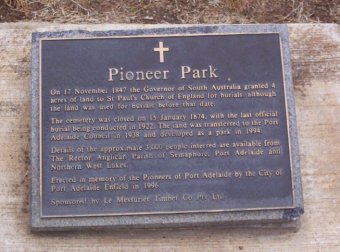 Pioneer Park
On 17 November 1847 the Governor of South Australia granted 4
acres of land to St Paul's Church of England for burials although
the land was used for burials before that date.
The cemetery was closed on 15 January 1874, with the last official
burial being conducted in 1922. The land was transferred to the Port
Adelaide Council in 1938 and developed as a park in 1994.
Details of the approximate 3,000 people interred are available from
The Rector Anglican Parish of Semaphore, Port Adelaide and
Northern West Lakes.
Erected in memory of the Pioneers of Port Adelaide by the City of
Port Adelaide Enfield in 1996.
Sponsored by Le Messurier Timber Co Pty Ltd